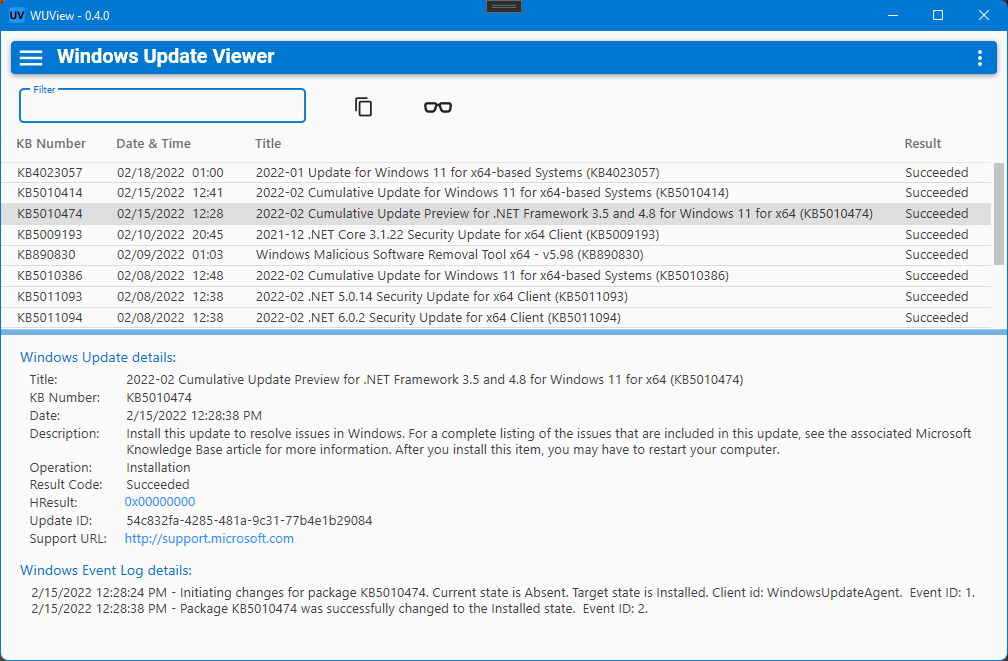 UV WUView - 0.4.0
Windows Update Viewer
Filter
KB Number Date & Time Title Result
KB4023057 02/18/2022 01:00 2022-01 Update for Windows 11 for x64-based Systems (KB4023057) Succeeded
KB5010414 02/15/2022 12:41 2022-02 Cumulative Update for Windows 11 for x64-based Systems (KB5010414) Succeeded
KB5010474 02/15/2022 12:28 2022-02 Cumulative Update Preview for .NET Framework 3.5 and 4.8 for Windows 11 for x64 (KB5010474) Succeeded
KB5009193 02/10/2022 20:45 2021-12 .NET Core 3.1.22 Security Update for x64 Client (KB5009193) Succeeded
KB890830 02/09/2022 01:03 Windows Malicious Software Removal Tool x64 - v5.98 (KB890830) Succeeded
KB5010386 02/08/2022 12:48 2022-02 Cumulative Update for Windows 11 for x64-based Systems (KB5010386) Succeeded
KB5011093 02/08/2022 12:38 2022-02 .NET 5.0.14 Security Update for x64 Client (KB5011093) Succeeded
KB5011094 02/08/2022 12:38 2022-02 .NET 6.0.2 Security Update for x64 Client (KB5011094) Succeeded
Windows Update details:
Title: 2022-02 Cumulative Update Preview for .NET Framework 3.5 and 4.8 for Windows 11 for x64 (KB5010474)
KB Number: KB5010474
Date: 2/15/2022 12:28:38 PM
Description: Install this update to resolve issues in Windows. For a complete listing of the issues that are included in this update, see the associated Microsoft
Knowledge Base article for more information. After you install this item, you may have to restart your computer.
Operation: Installation
Result Code: Succeeded
HResult: 0x00000000
Update ID: 54c832fa-4285-481a-9c31-77b4e1b29084
Support URL: http://support.microsoft.com
Windows Event Log details:
2/15/2022 12:28:24 PM - Initiating changes for package KB5010474. Current state is Absent. Target state is Installed. Client id: WindowsUpdateAgent. Event ID: 1.
2/15/2022 12:28:38 PM - Package KB5010474 was successfully changed to the Installed state. Event ID: 2.